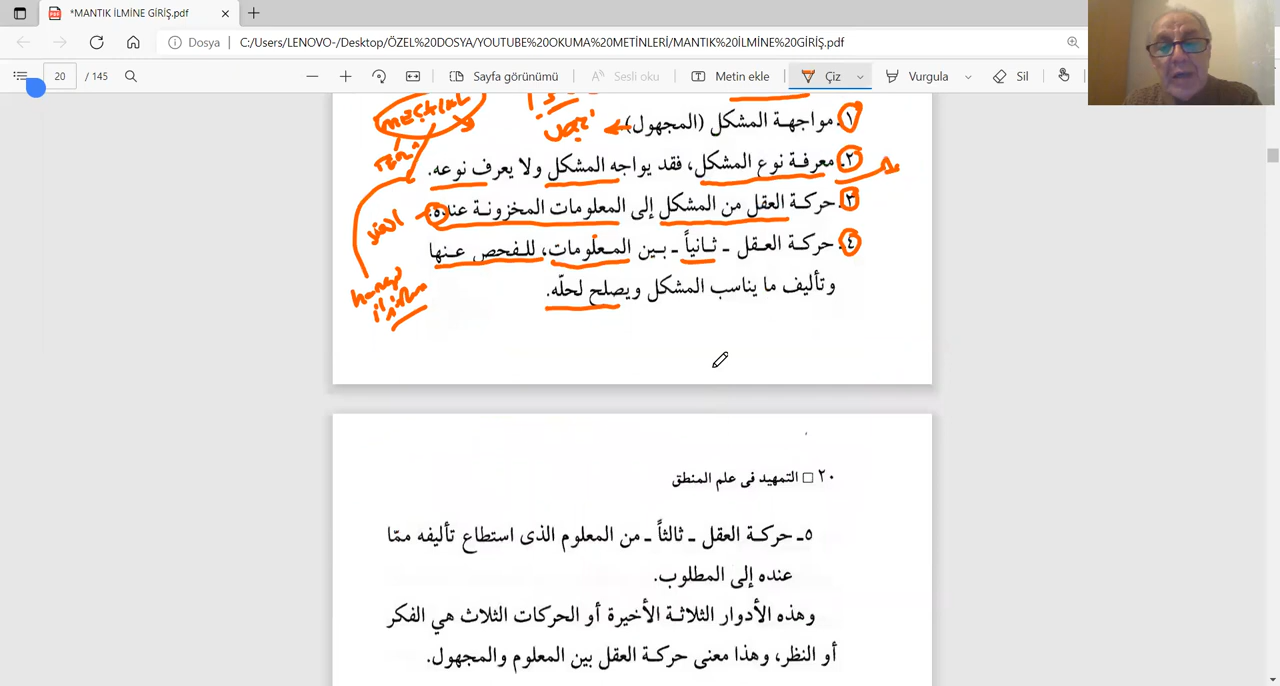 *MANTIK İLMİNE GİRİŞ.pdf
Dosya
C:/Users/LENOVO-/Desktop/ÖZEL%20DOSYA/YOUTUBE%20OKUMA%20METİNLERİ/MANTIK%20İLMİNE%20GİRİŞ.pdf
20 / 145
Sayfa görünümü
Sesli oku
Metin ekle
Çiz
Vurgula
Sil
MEÇHUL
١. مواجهة المشكل (المجهول)
٢. معرفة نوع المشكل، فقد يواجه المشكل ولا يعرف نوعه.
٣. حركة العقل من المشكل إلى المعلومات المخزونة عنده.
٤. حركة العقل - ثانياً - بين المعلومات، للفحص عنها
وتأليف ما يناسب المشكل ويصلح لحلّه.
٢٠ □ التمهيد فى علم المنطق
٥ـ حركة العقل ـ ثالثاً ـ من المعلوم الذى استطاع تأليفه ممّا
عنده إلى المطلوب.
وهذه الأدوار الثلاثة الأخيرة أو الحركات الثلاث هي الفكر
أو النظر، وهذا معنى حركة العقل بين المعلوم والمجهول.